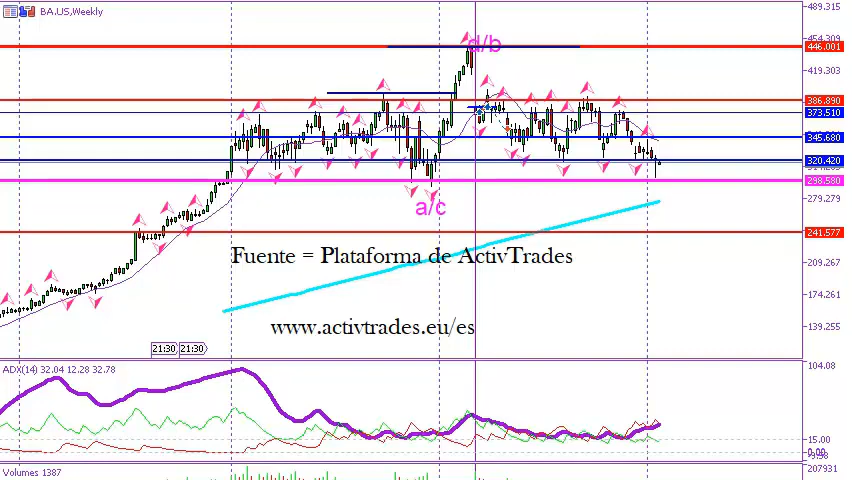 BA.US,Weekly
489.315
454.309
446.001
d/b
419.303
386.890
373.510
345.680
320.420
298.580
279.279
a/c
241.577
Fuente = Plataforma de ActivTrades
209.267
174.261
www.activtrades.eu/es
139.255
21:30 21:30
ADX(14) 32.04 12.28 32.78
104.08
15.00
0.00
Volumes 1387
207931